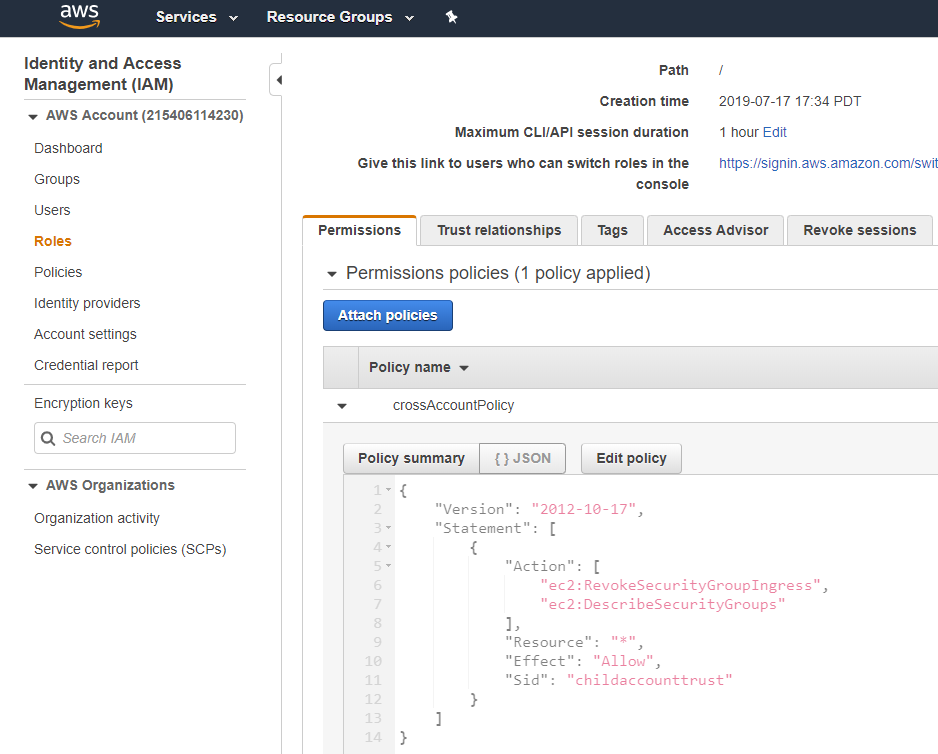 aws
Services
Resource Groups
Identity and Access
Management (IAM)
AWS Account (215406114230)
Dashboard
Groups
Users
Roles
Policies
Identity providers
Account settings
Credential report
Encryption keys
Search IAM
AWS Organizations
Organization activity
Service control policies (SCPs)
Path /
Creation time 2019-07-17 17:34 PDT
Maximum CLI/API session duration 1 hour Edit
Give this link to users who can switch roles in the https://signin.aws.amazon.com/swit
console
Permissions Trust relationships Tags Access Advisor Revoke sessions
Permissions policies (1 policy applied)
Attach policies
Policy name
crossAccountPolicy
Policy summary { } JSON Edit policy
1 {
2 "Version": "2012-10-17",
3 "Statement": [
4 {
5 "Action": [
6 "ec2:RevokeSecurityGroupIngress",
7 "ec2:DescribeSecurityGroups"
8 ],
9 "Resource": "*",
10 "Effect": "Allow",
11 "Sid": "childaccounttrust"
12 }
13 ]
14 }